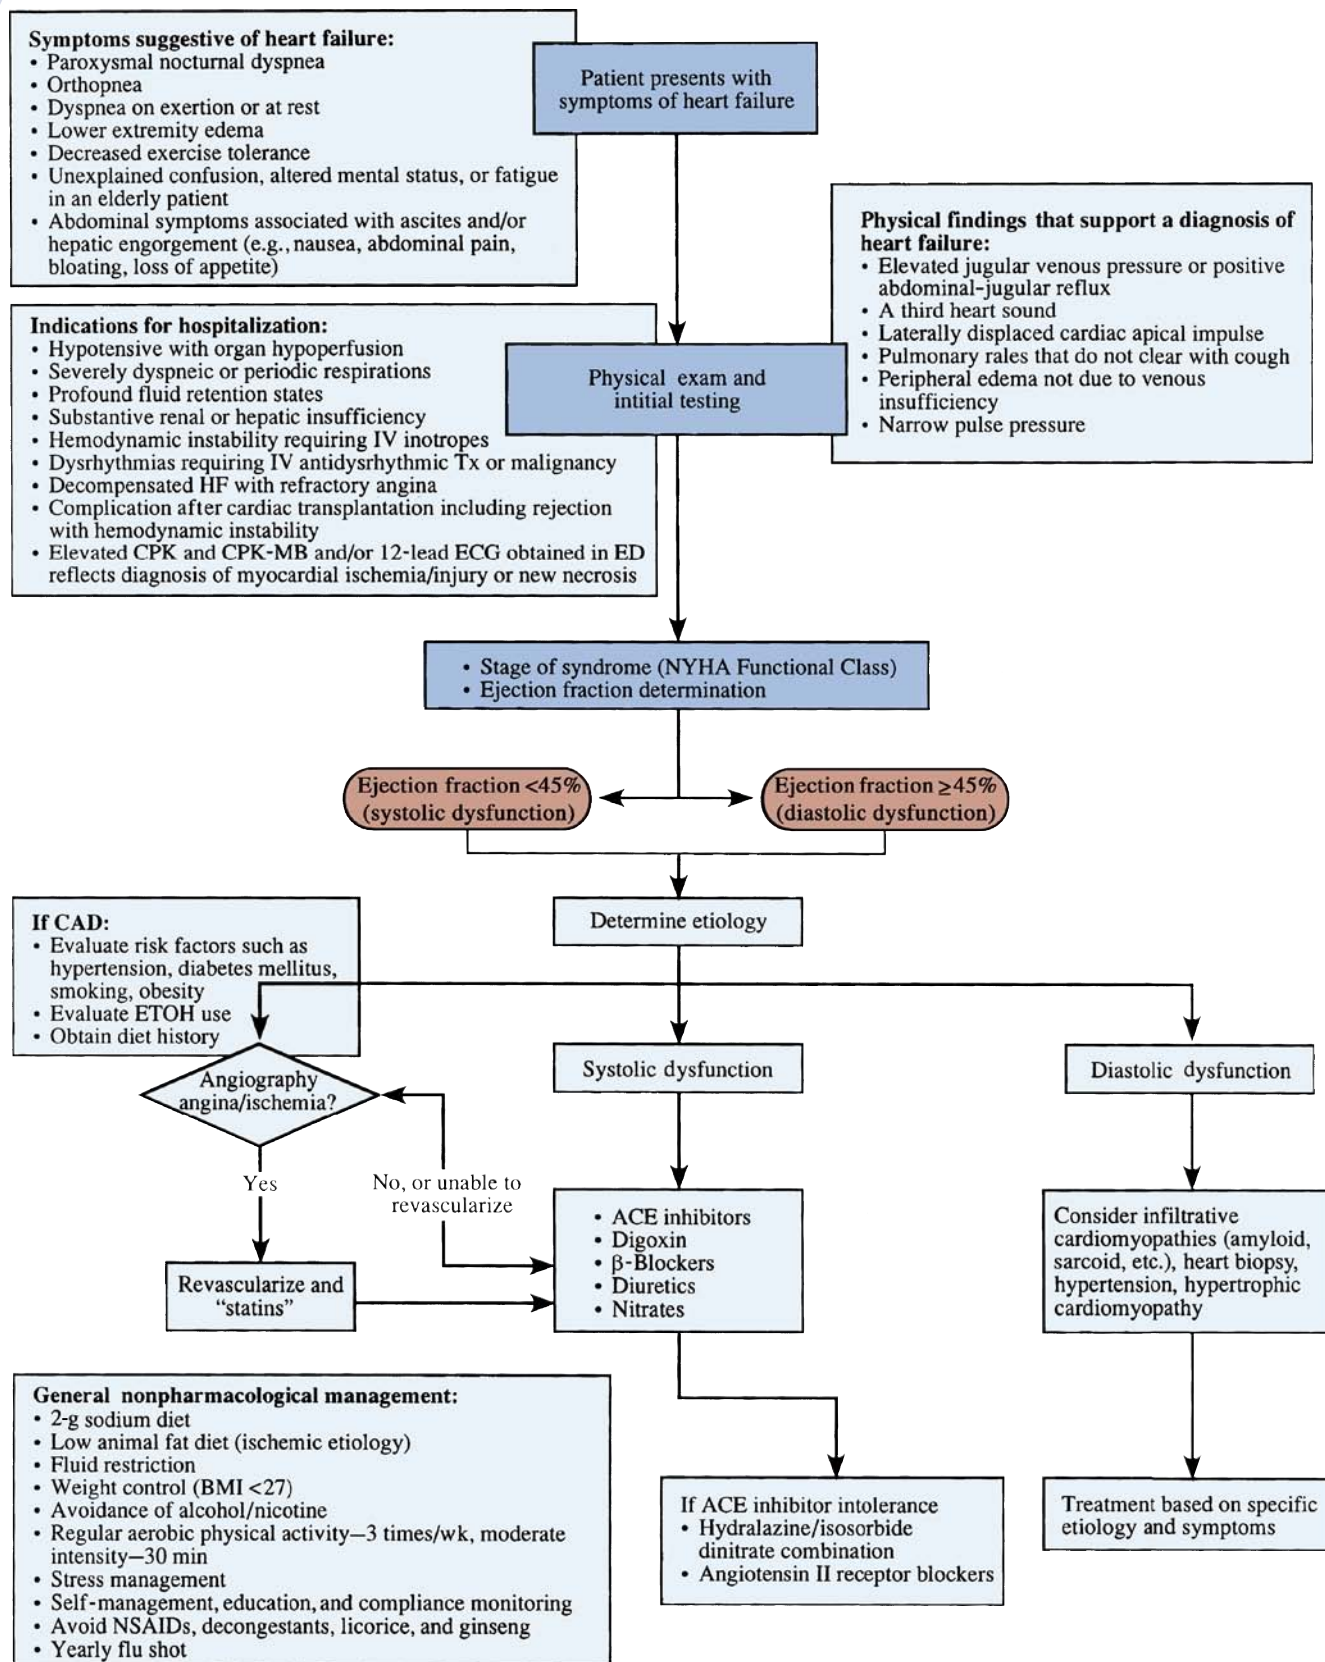 Symptoms suggestive of heart failure:
• Paroxysmal nocturnal dyspnea
• Orthopnea
• Dyspnea on exertion or at rest
• Lower extremity edema
• Decreased exercise tolerance
• Unexplained confusion, altered mental status, or fatigue
in an elderly patient
• Abdominal symptoms associated with ascites and/or
hepatic engorgement (e.g., nausea, abdominal pain,
bloating, loss of appetite)
Patient presents with
symptoms of heart failure
Physical findings that support a diagnosis of
heart failure:
• Elevated jugular venous pressure or positive
abdominal-jugular reflux
• A third heart sound
• Laterally displaced cardiac apical impulse
• Pulmonary rales that do not clear with cough
• Peripheral edema not due to venous
insufficiency
• Narrow pulse pressure
Indications for hospitalization:
• Hypotensive with organ hypoperfusion
• Severely dyspneic or periodic respirations
• Profound fluid retention states
• Substantive renal or hepatic insufficiency
• Hemodynamic instability requiring IV inotropes
• Dysrhythmias requiring IV antidysrhythmic Tx or malignancy
• Decompensated HF with refractory angina
• Complication after cardiac transplantation including rejection
with hemodynamic instability
• Elevated CPK and CPK-MB and/or 12-lead ECG obtained in ED
reflects diagnosis of myocardial ischemia/injury or new necrosis
Physical exam and
intitial testing
• Stage of syndrome (NYHA Functional Class)
• Ejection fraction determination
Ejection fraction <45%
(systolic dysfunction)
Ejection fraction ≥45%
(diastolic dysfunction)
Determine etiology
If CAD:
• Evaluate risk factors such as
hypertension, diabetes mellitus,
smoking, obesity
• Evaluate ETOH use
• Obtain diet history
Angiography
angina/ischemia?
Systolic dysfunction
Diastolic dysfunction
Yes
No, or unable to
revascularize
Revascularize and
“statins”
• ACE inhibitors
• Digoxin
• β-Blockers
• Diuretics
• Nitrates
Consider infiltrative
cardiomyopathies (amyloid,
sarcoid, etc.), heart biopsy,
hypertension, hypertrophic
cardiomyopathy
General nonpharmacological management:
• 2-g sodium diet
• Low animal fat diet (ischemic etiology)
• Fluid restriction
• Weight control (BMI <27)
• Avoidance of alcohol/nicotine
• Regular aerobic physical activity—3 times/wk, moderate
intensity—30 min
• Stress management
• Self-management, education, and compliance monitoring
• Avoid NSAIDs, decongestants, licorice, and ginseng
• Yearly flu shot
If ACE inhibitor intolerance
• Hydralazine/isosorbide
dinitrate combination
• Angiotensin II receptor blockers
Treatment based on specific
etiology and symptoms